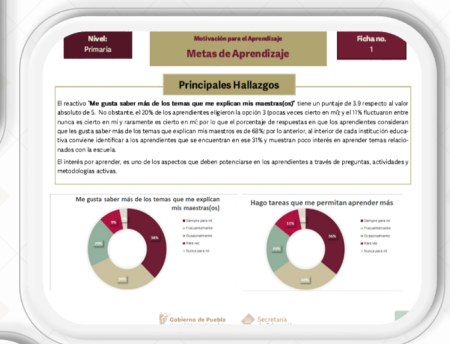 Nivel:
Primaria
Motivación para el Aprendizaje
Metas de Aprendizaje
Ficha no.
1
Principales Hallazgos
El reactivo "Me gusta saber más de los temas que me explican mis maestras(os)" tiene un puntaje de 3.9 respecto al valor
absoluto de 5. No obstante, el 20% de los aprendientes eligieron la opción 3 (pocas veces cierto en mí); y el 11% fluctuaron entre
nunca es cierto en mí y raramente es cierto en mí; por lo que el porcentaje de respuestas en que los aprendientes consideran
que les gusta saber más de los temas que explican mis maestros es de 68%; por lo anterior, al interior de cada institución educa-
tiva conviene identificar a los aprendientes que se encuentran en ese 31% y muestran poco interés en aprender temas relacio-
nados con la escuela.
El interés por aprender, es uno de los aspectos que deben potenciarse en los aprendientes a través de preguntas, actividades y
metodologías activas.
Me gusta saber más de los temas que me explican
mis maestras(os)
9%
38%
20%
30%
Siempre para mí
Frecuentemente
Ocasionalmente
Rara vez
Nunca para mí
Hago tareas que me permitan aprender más
11%
36%
20%
Siempre para mí
Frecuentemente
Ocasionalmente
Rara vez
Nunca para mí
Gobierno de Puebla
Secretaría